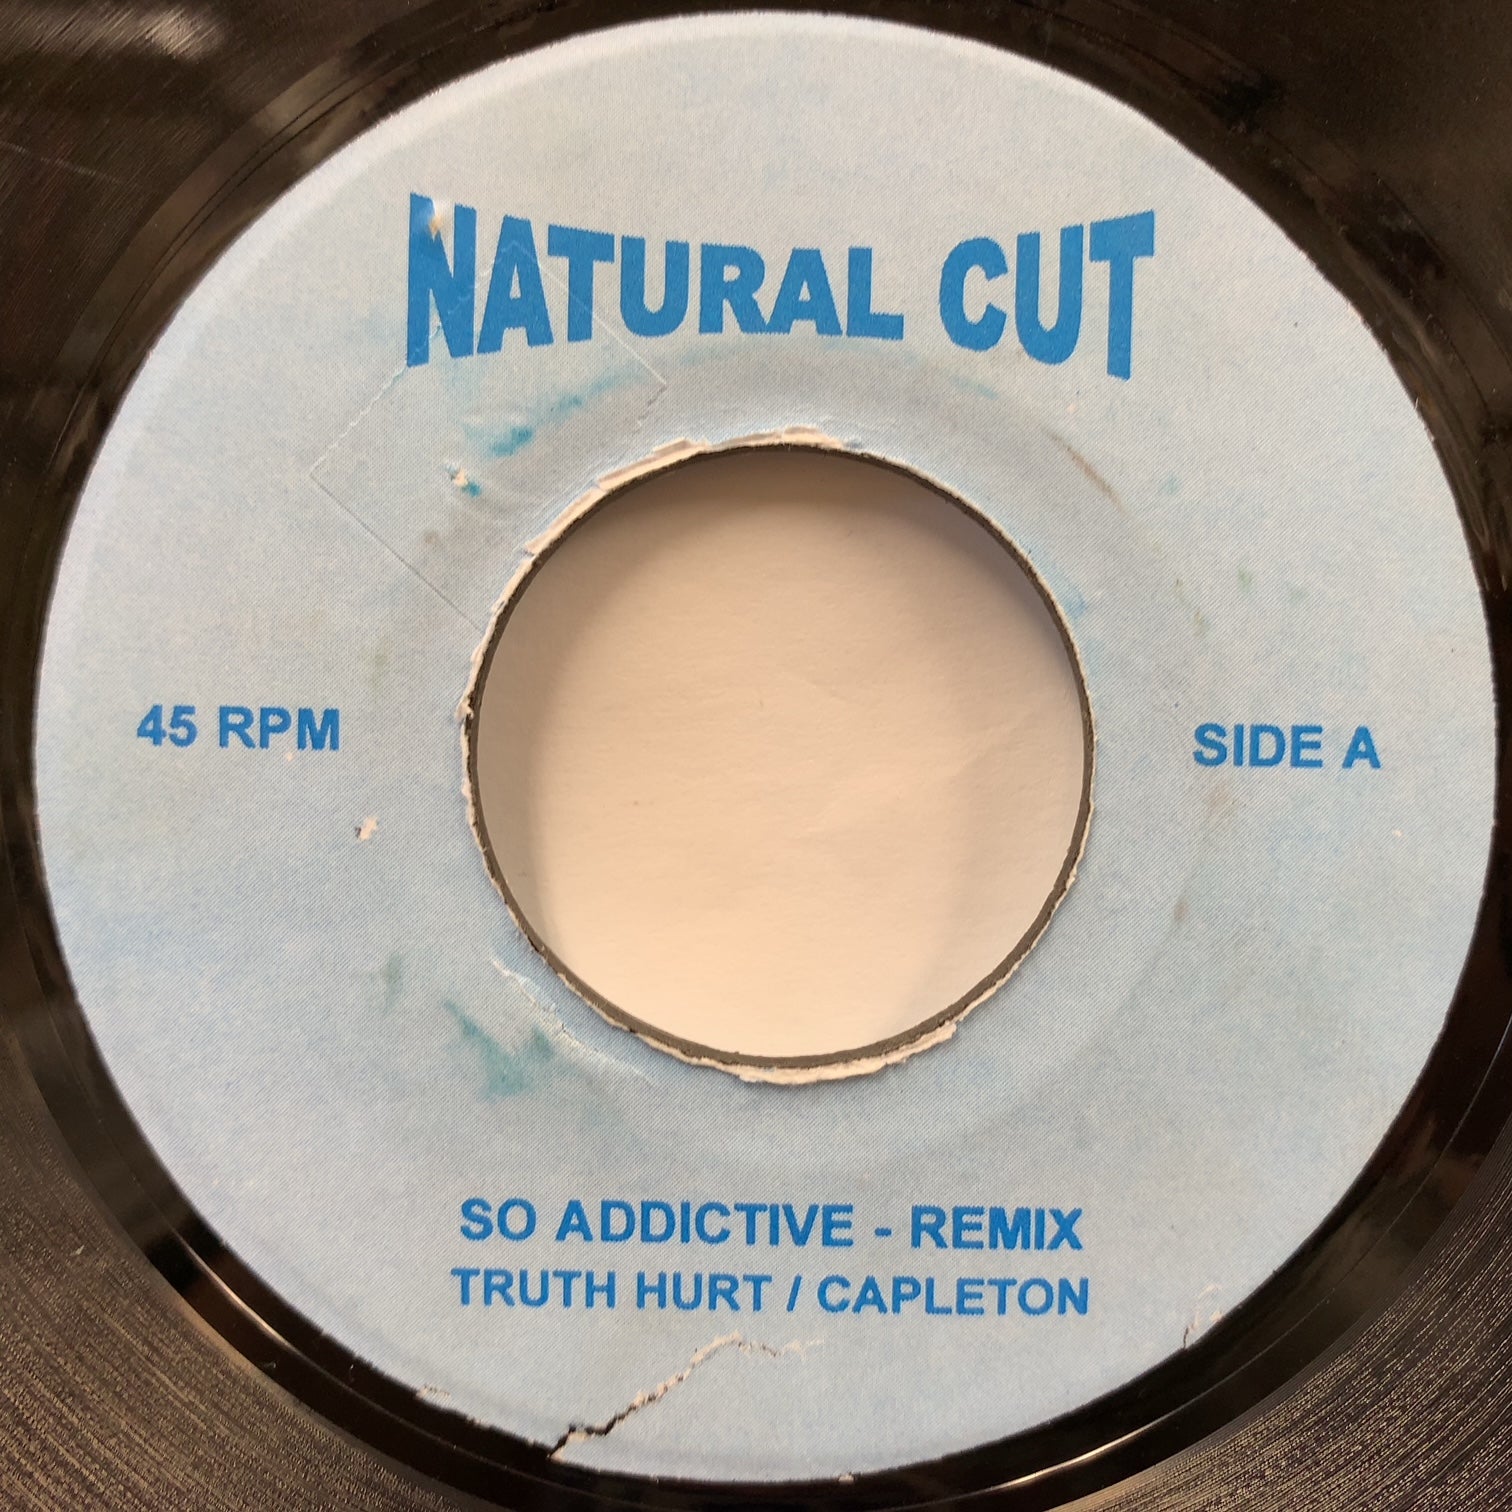 NATURAL CUT
45 RPM
SIDE A
SO ADDICTIVE - REMIX
TRUTH HURT / CAPLETON